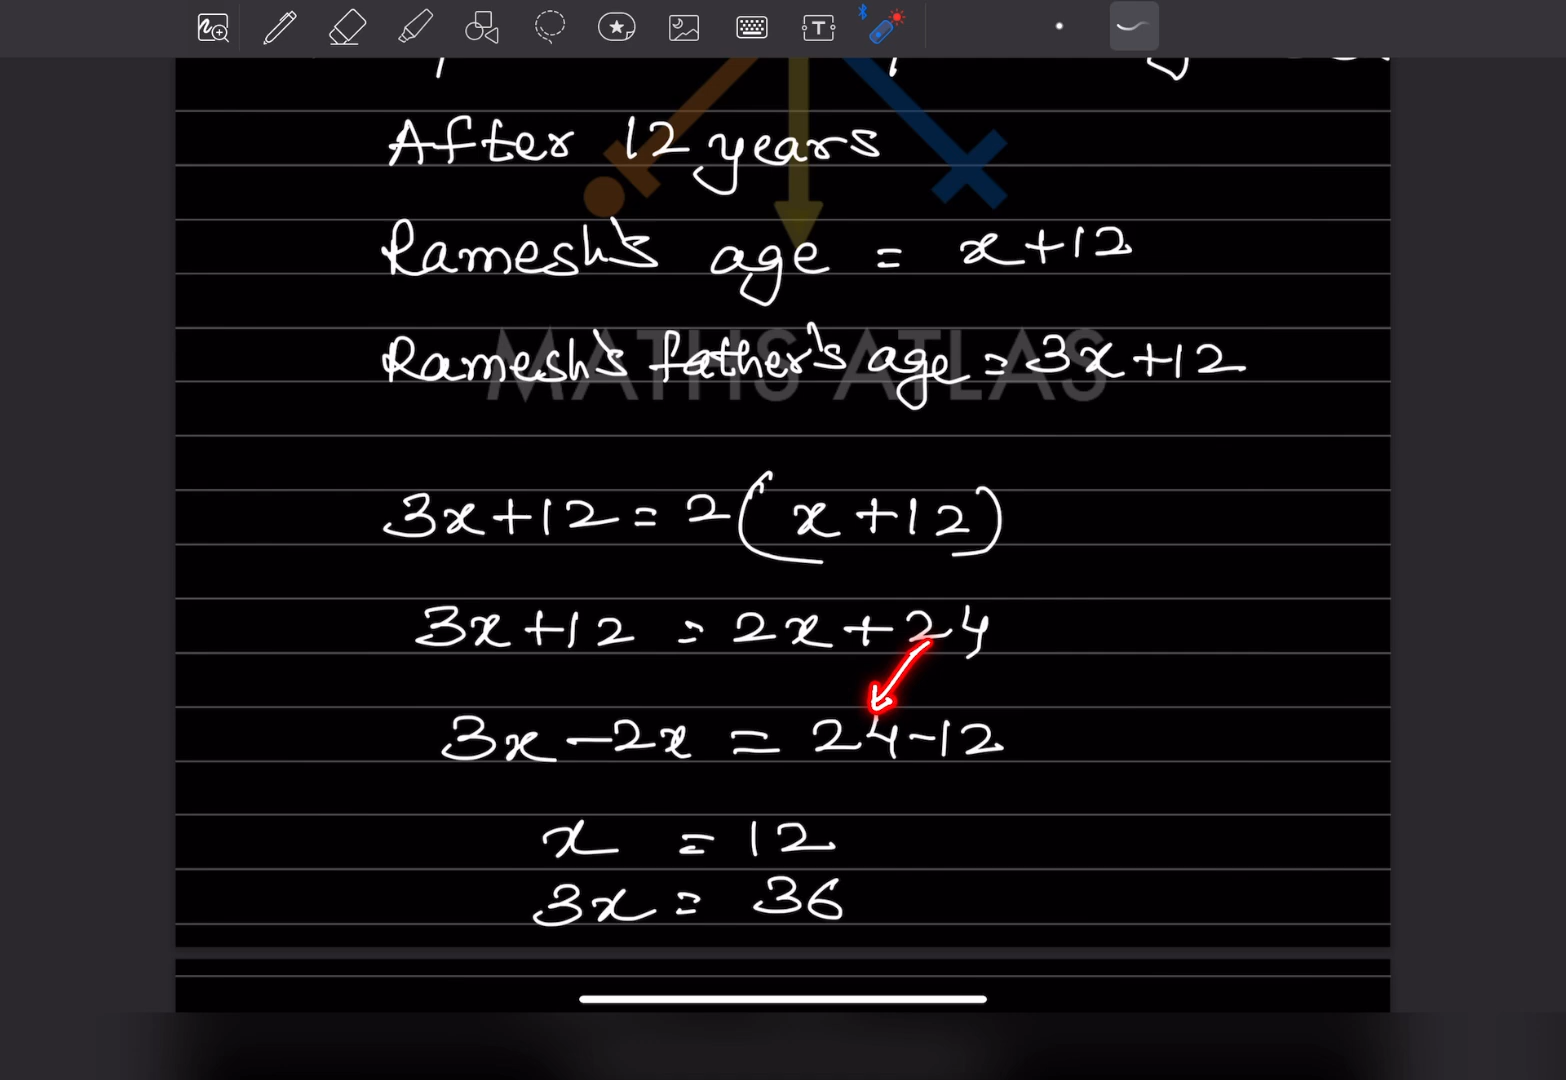 After 12 years
Ramesh's age = x+12
MATHS ATLAS
Ramesh's father's age = 3x+12
3x+12 = 2(x+12)
3x+12 = 2x+24
3x-2x = 24-12
x = 12
3x = 36